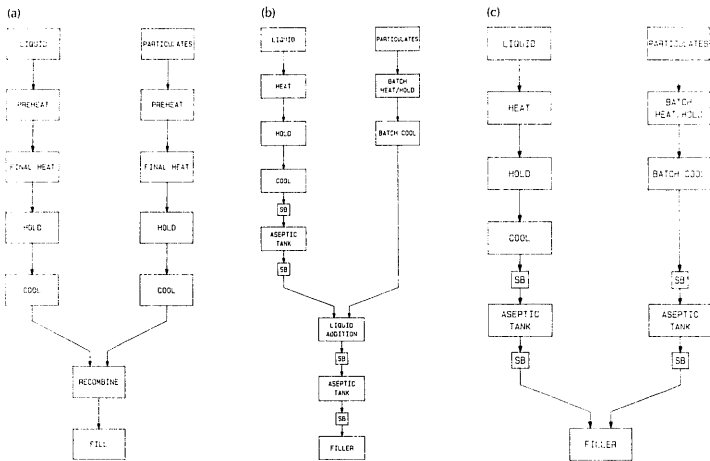 (a)
LIQUID
PARTICULATES
PREHEAT
PREHEAT
FINAL HEAT
FINAL HEAT
HOLD
HOLD
COOL
COOL
RECOMBINE
FILL
(b)
LIQUID
PARTICULATES
HEAT
BATCH
HEAT/HOLD
HOLD
BATCH COOL
COOL
SB
ASEPTIC
TANK
SB
LIQUID
ADDITION
SB
ASEPTIC
TANK
SB
FILLER
(c)
LIQUID
PARTICULATES
HEAT
BATCH
HEAT/HOLD
HOLD
BATCH COOL
COOL
SB
SB
ASEPTIC
TANK
ASEPTIC
TANK
SB
SB
FILLER